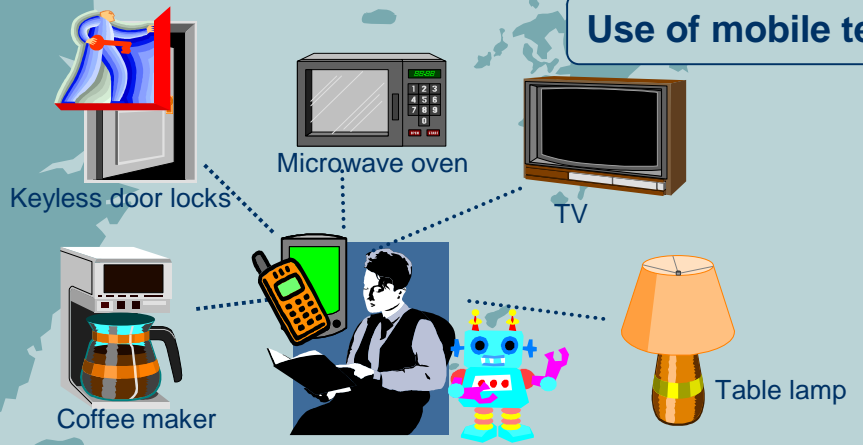 Use of mobile te
Microwave oven
Keyless door locks
TV
Table lamp
Coffee maker